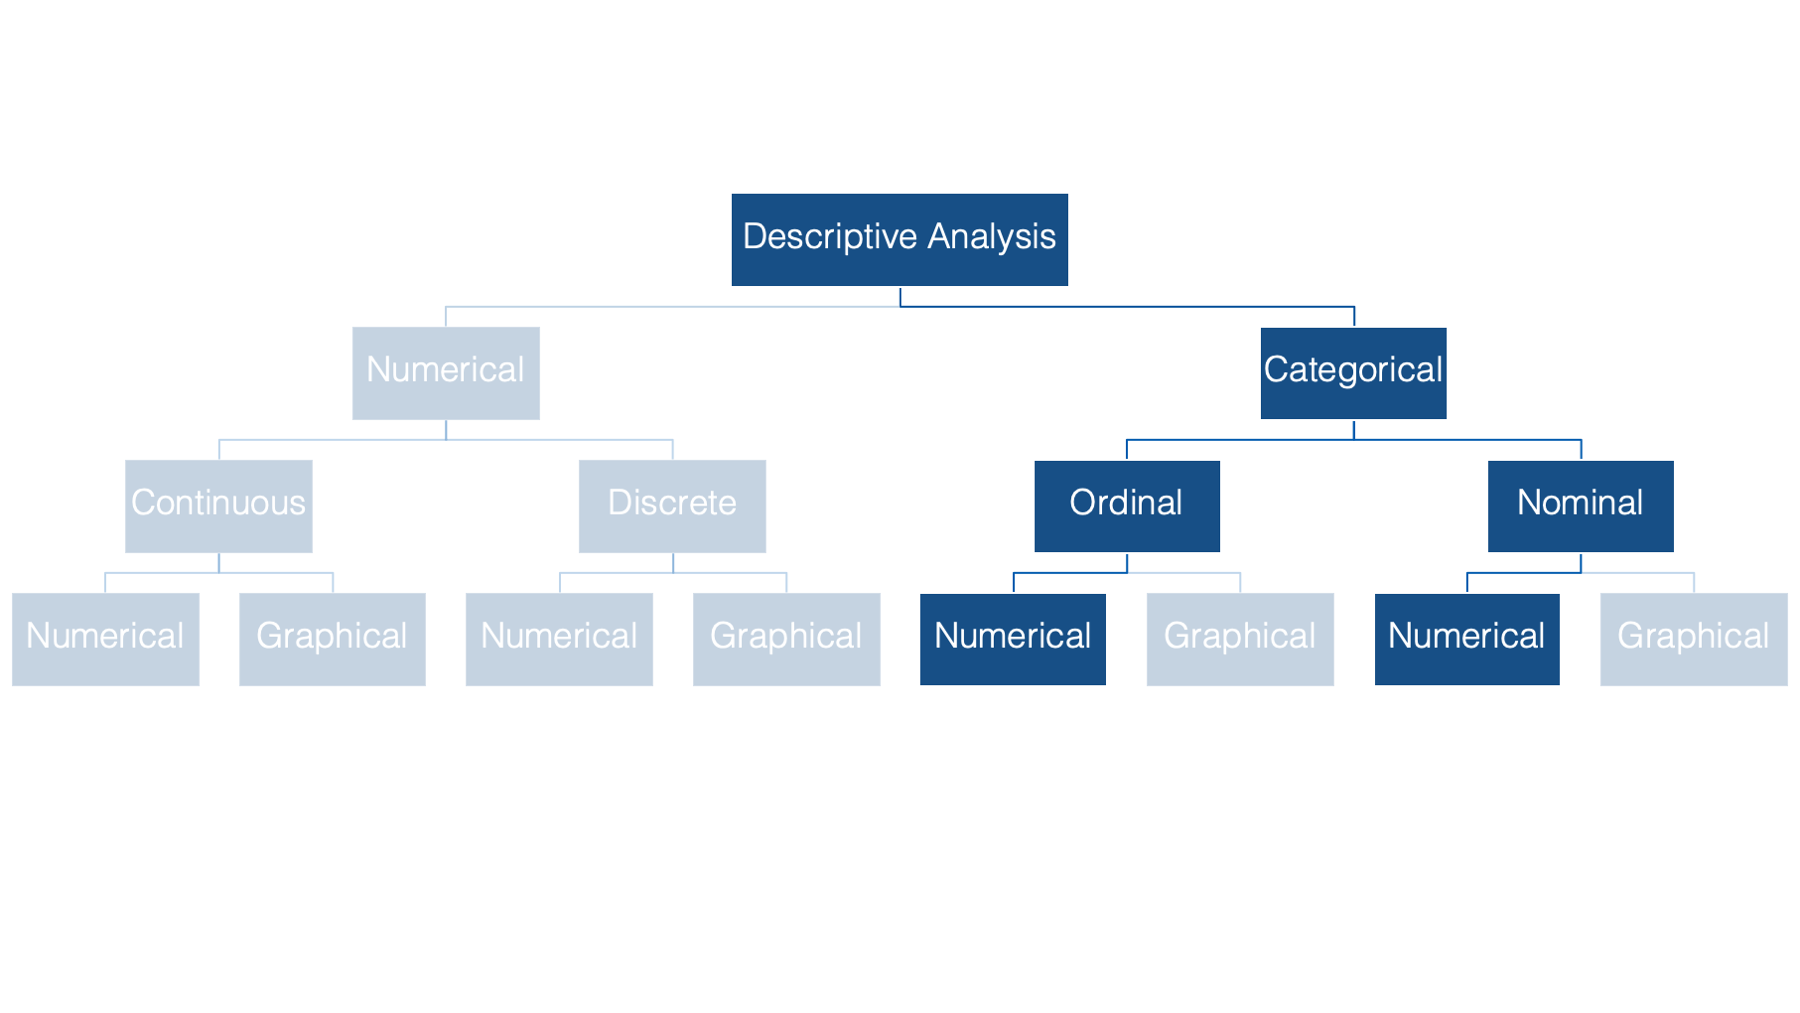 Descriptive Analysis
Numerical
Categorical
Continuous
Discrete
Ordinal
Nominal
Numerical
Graphical
Numerical
Graphical
Numerical
Graphical
Numerical
Graphical